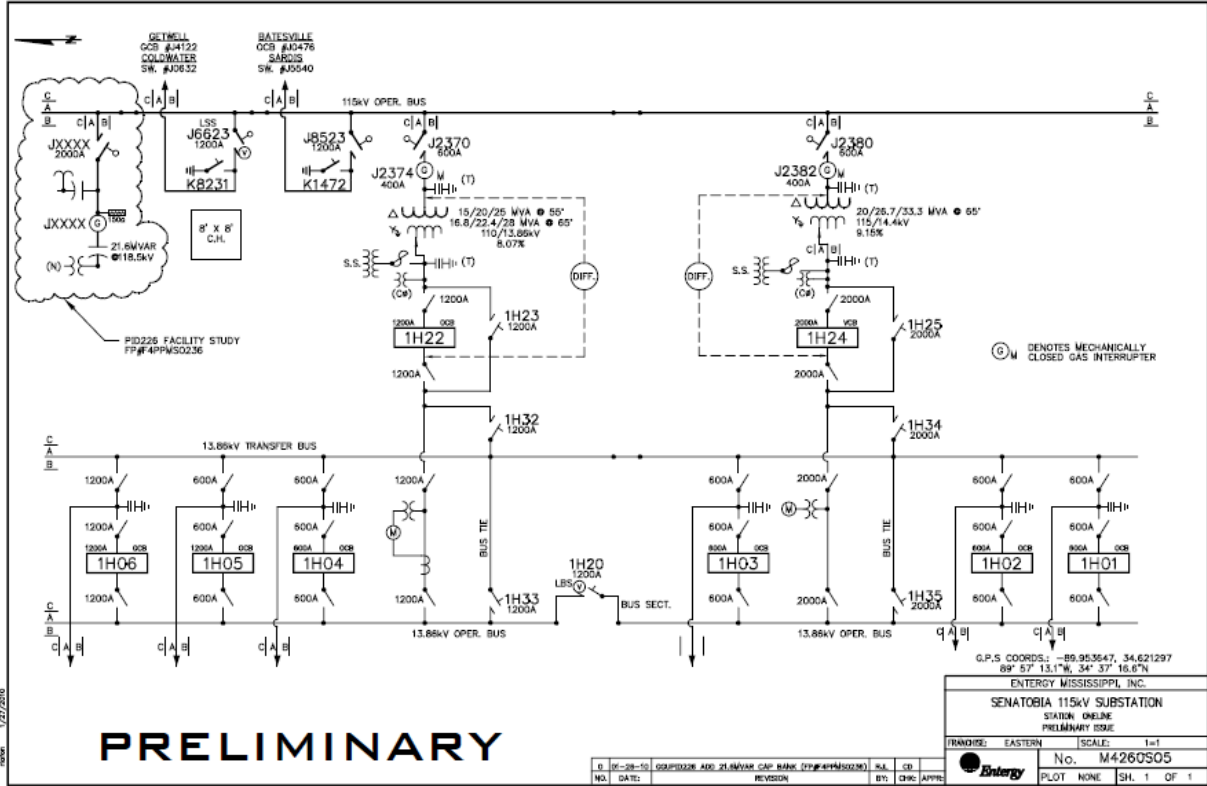 Z
GETWELL
COLDWATER
SW. #J0632
BATESVILLE
OCB #J0476
SARDIS
SW. #J5540
C A B
C A B
115kV OPER. BUS
C
A
B
C
A
B
C A B
JXXXX
2000A
LSS
J6623
1200A
V
K8231
J8523
1200A
K1472
C A B
J2370
600A
J2374
400A
G M
(T)
C A B
J2380
600A
J2382
400A
G M
(T)
JXXXX
G
21.6MVAR
@118.5kV
(N)
8' X 8'
C.H.
15/20/25 MVA @ 55°
16.8/22.4/28 MVA @ 65°
110/13.86kV
8.07%
20/26.7/33.3 MVA @ 65°
115/14.4kV
9.15%
S.S.
(T)
DIFF.
DIFF.
S.S.
C A B
(T)
(C#)
(C#)
1200A
1200A OCB
1H22
1200A
1H23
1200A
2000A
2000A VCB
1H24
2000A
1H25
2000A
G M DENOTES MECHANICALLY
CLOSED GAS INTERRUPTER
PID226 FACILITY STUDY
FP#F4PPMS0236
1H32
1200A
1H34
2000A
C
A
B
13.86kV TRANSFER BUS
1200A
600A
600A
1200A
600A
2000A
600A
600A
1200A
600A
600A
600A
600A
600A
M
M
BUS TIE
BUS TIE
1200A OCB
1H06
1200A OCB
1H05
600A OCB
1H04
600A OCB
1H03
600A OCB
1H02
600A OCB
1H01
1200A
600A
600A
1200A
1H33
1200A
LBS
V
1H20
1200A
BUS SECT.
600A
2000A
1H35
2000A
600A
600A
C
A
B
13.86kV OPER. BUS
13.86kV OPER. BUS
C A B
C A B
C A B
C A B
C A B
G.P.S COORDS.: -89.953647, 34.621297
89° 57' 13.1"W, 34° 37' 16.6"N
ENTERGY MISSISSIPPI, INC.
SENATOBIA 115kV SUBSTATION
STATION ONELINE
PRELIMINARY ISSUE
FRANCHISE: EASTERN SCALE: 1=1
Entergy
No. M4260S05
PLOT NONE SH. 1 OF 1
PRELIMINARY
0 01-28-10 ADD 21.6MVAR CAP BANK (FP#F4PPMS0236) CD
NO. DATE: REVISION BY: CHK: APPR:
1/27/2010